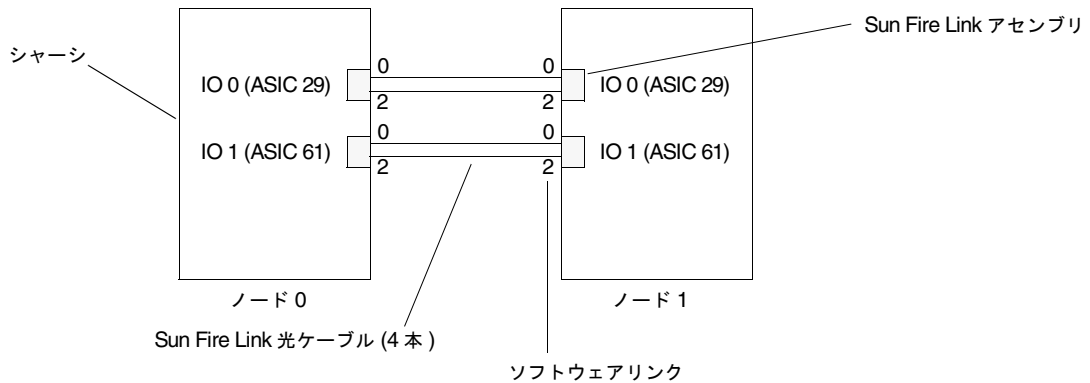 Sun Fire Link アセンブリ
シャーシ
0 0
IO 0 (ASIC 29) IO 0 (ASIC 29)
2 2
0 0
IO 1 (ASIC 61) IO 1 (ASIC 61)
2 2
ノード 0 ノード 1
Sun Fire Link 光ケーブル (4 本 )
ソフトウェアリンク